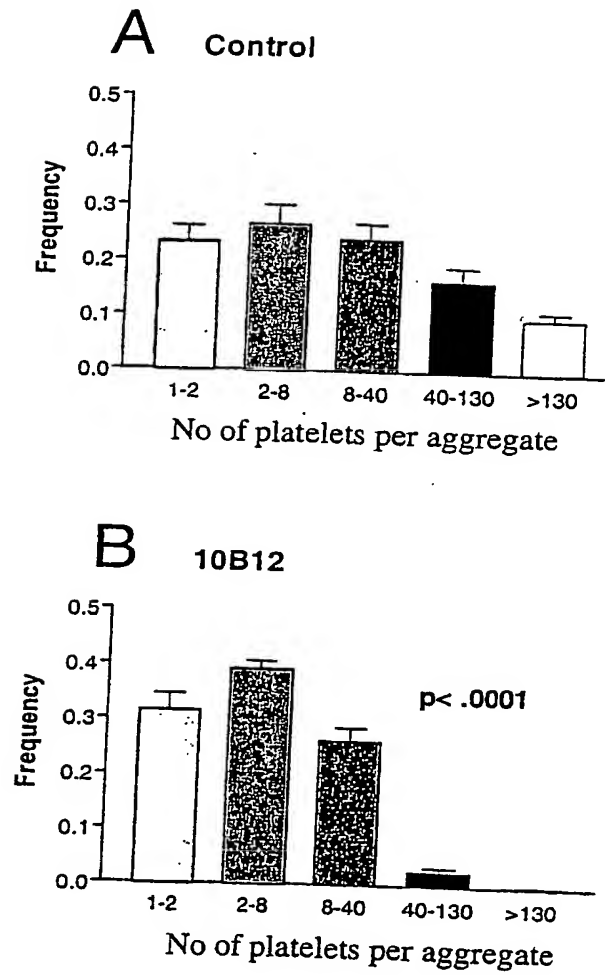 A Control
0.5
0.4
0.3
0.2
0.1
0.0
Frequency
1-2 2-8 8-40 40-130 >130
No of platelets per aggregate
B 10B12
0.5
0.4
0.3
0.2
0.1
0.0
Frequency
p< .0001
1-2 2-8 8-40 40-130 >130
No of platelets per aggregate